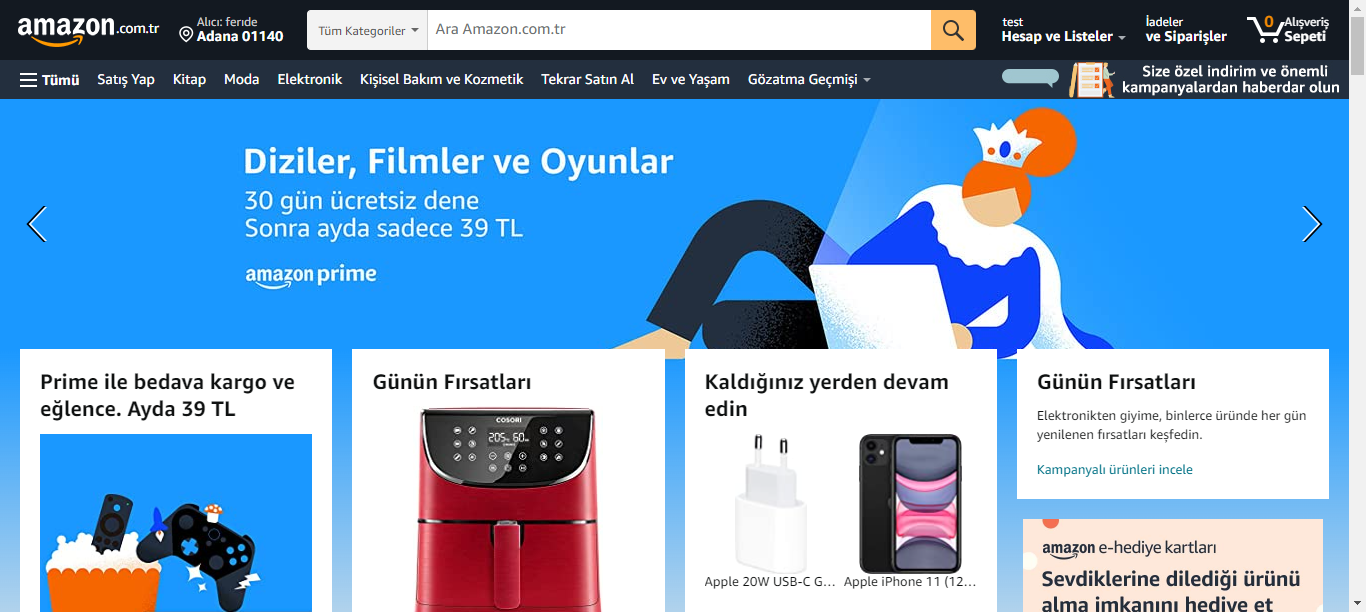 amazon.com.tr
Alıcı: feride
Adana 01140
Tüm Kategoriler
Ara Amazon.com.tr
test
Hesap ve Listeler
İadeler
ve Siparişler
0
Alışveriş
Sepeti
Tümü
Satış Yap
Kitap
Moda
Elektronik
Kişisel Bakım ve Kozmetik
Tekrar Satın Al
Ev ve Yaşam
Gözatma Geçmişi
Size özel indirim ve önemli
kampanyalardan haberdar olun
Diziler, Filmler ve Oyunlar
30 gün ücretsiz dene
Sonra ayda sadece 39 TL
amazon prime
Prime ile bedava kargo ve
eğlence. Ayda 39 TL
Günün Fırsatları
COSORI
205 60
Kaldığınız yerden devam
edin
Apple 20W USB-C G...
Apple iPhone 11 (12...
Günün Fırsatları
Elektronikten giyime, binlerce üründe her gün
yenilenen fırsatları keşfedin.
Kampanyalı ürünleri incele
amazon e-hediye kartları
Sevdiklerine dilediği ürünü
alma imkanını hediye et